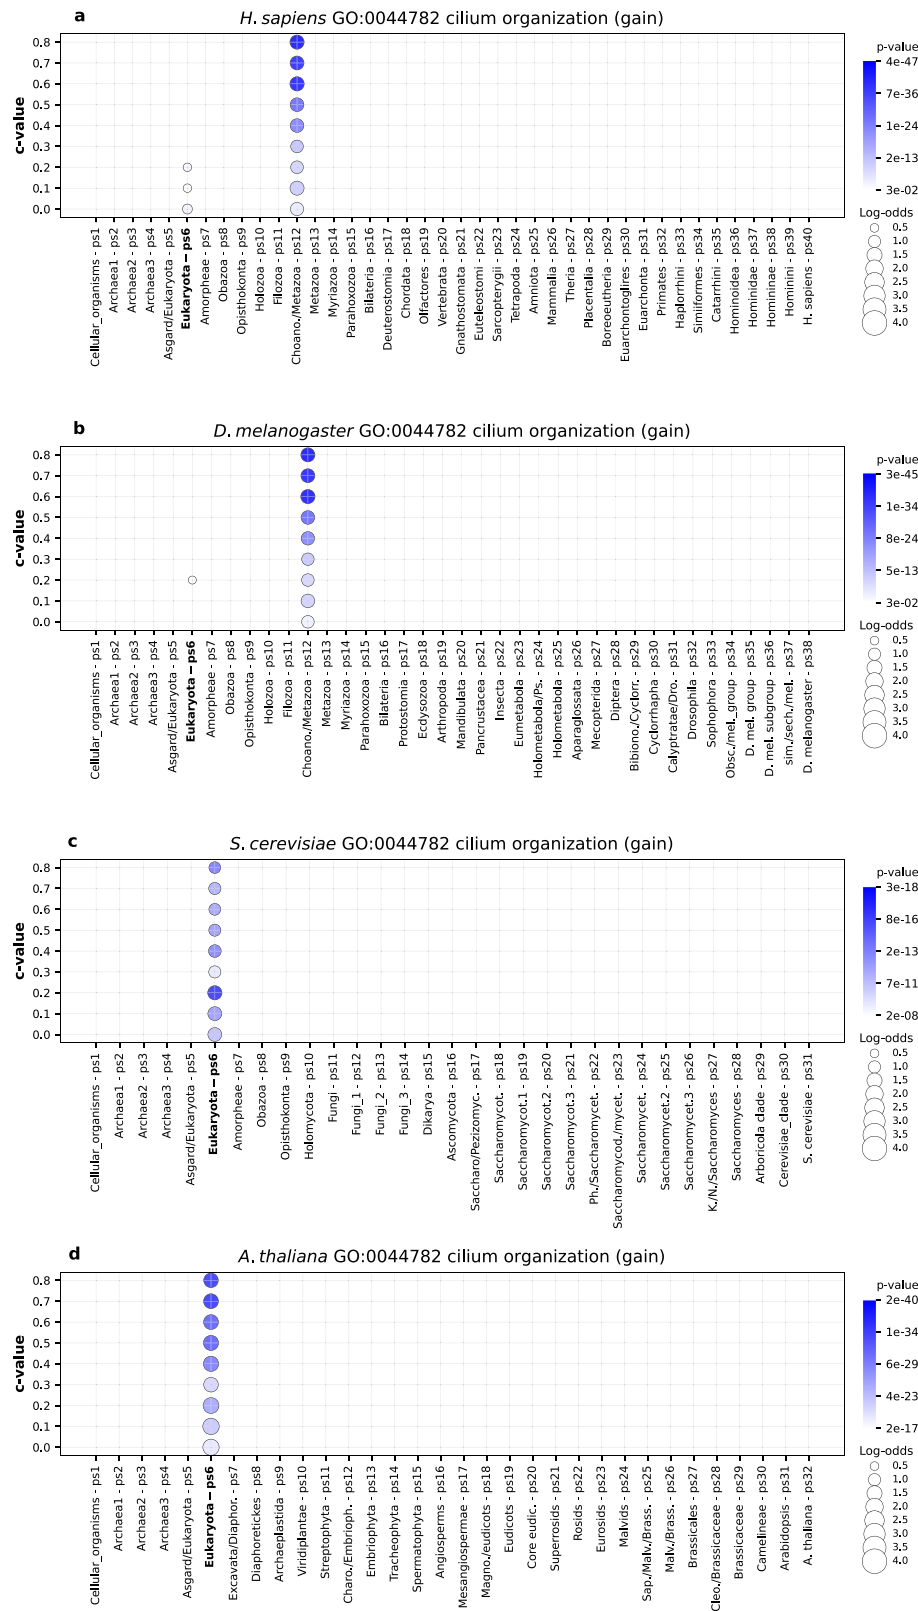 a
H. sapiens GO:0044782 cilium organization (gain)
c-value
0.8
0.7
0.6
0.5
0.4
0.3
0.2
0.1
0.0
Cellular_organisms - ps1
Archaea1 - ps2
Archaea2 - ps3
Archaea3 - ps4
Asgard/Eukaryota - ps5
Eukaryota − ps6
Amorpheae - ps7
Obazoa - ps8
Opisthokonta - ps9
Holozoa - ps10
Filozoa - ps11
Choano./Metazoa - ps12
Metazoa - ps13
Myriazoa - ps14
Parahoxozoa - ps15
Bilateria - ps16
Deuterostomia - ps17
Chordata - ps18
Olfactores - ps19
Vertebrata - ps20
Gnathostomata - ps21
Euteleostomi - ps22
Sarcopterygii - ps23
Tetrapoda - ps24
Amniota - ps25
Mammalia - ps26
Theria - ps27
Placentalia - ps28
Boreoeutheria - ps29
Euarchontoglires - ps30
Euarchonta - ps31
Primates - ps32
Haplorrhini - ps33
Simiiformes - ps34
Catarrhini - ps35
Hominoidea - ps36
Hominidae - ps37
Homininae - ps38
Hominini - ps39
H. sapiens - ps40
p-value
4e-47
7e-36
1e-24
2e-13
3e-02
Log-odds
0.5
1.0
1.5
2.0
2.5
3.0
3.5
4.0
b
D. melanogaster GO:0044782 cilium organization (gain)
c-value
0.8
0.7
0.6
0.5
0.4
0.3
0.2
0.1
0.0
Cellular_organisms - ps1
Archaea1 - ps2
Archaea2 - ps3
Archaea3 - ps4
Asgard/Eukaryota - ps5
Eukaryota − ps6
Amorpheae - ps7
Obazoa - ps8
Opisthokonta - ps9
Holozoa - ps10
Filozoa - ps11
Choano./Metazoa - ps12
Metazoa - ps13
Myriazoa - ps14
Parahoxozoa - ps15
Bilateria - ps16
Protostomia - ps17
Ecdysozoa - ps18
Arthropoda - ps19
Mandibulata - ps20
Pancrustacea - ps21
Insecta - ps22
Eumetabola - ps23
Holometabola/Ps. - ps24
Holometabola - ps25
Aparaglossata - ps26
Mecopterida - ps27
Diptera - ps28
Bibiono./Cyclorr. - ps29
Cyclorrapha - ps30
Calyptratae/Dro. - ps31
Drosophila - ps32
Sophophora - ps33
Obsc./mel._group - ps34
D. mel. group - ps35
D. mel. subgroup - ps36
sim./sech./mel. - ps37
D. melanogaster - ps38
p-value
3e-45
1e-34
8e-24
5e-13
3e-02
Log-odds
0.5
1.0
1.5
2.0
2.5
3.0
3.5
4.0
c
S. cerevisiae GO:0044782 cilium organization (gain)
c-value
0.8
0.7
0.6
0.5
0.4
0.3
0.2
0.1
0.0
Cellular_organisms - ps1
Archaea1 - ps2
Archaea2 - ps3
Archaea3 - ps4
Asgard/Eukaryota - ps5
Eukaryota − ps6
Amorpheae - ps7
Obazoa - ps8
Opisthokonta - ps9
Holomycota - ps10
Fungi - ps11
Fungi_1 - ps12
Fungi_2 - ps13
Fungi_3 - ps14
Dikarya - ps15
Ascomycota - ps16
Saccharo/Pezizomyc. - ps17
Saccharomycot. - ps18
Saccharomycot.1 - ps19
Saccharomycot.2 - ps20
Saccharomycot.3 - ps21
Ph./Saccharomycet. - ps22
Saccharomycod./mycet. - ps23
Saccharomycet. - ps24
Saccharomycet.2 - ps25
Saccharomycet.3 - ps26
K./N./Saccharomyces - ps27
Saccharomyces - ps28
Arboricola clade - ps29
Cerevisiae_clade - ps30
S. cerevisiae - ps31
p-value
3e-18
8e-16
2e-13
7e-11
2e-08
Log-odds
0.5
1.0
1.5
2.0
2.5
3.0
3.5
4.0
d
A. thaliana GO:0044782 cilium organization (gain)
c-value
0.8
0.7
0.6
0.5
0.4
0.3
0.2
0.1
0.0
Cellular_organisms - ps1
Archaea1 - ps2
Archaea2 - ps3
Archaea3 - ps4
Asgard/Eukaryota - ps5
Eukaryota − ps6
Excavata/Diaphor. - ps7
Diaphoretickes - ps8
Archaeplastida - ps9
Viridiplantae - ps10
Streptophyta - ps11
Charo./Embrioph. - ps12
Embriophyta - ps13
Tracheophyta - ps14
Spermatophyta - ps15
Angiosperms - ps16
Mesangiospermae - ps17
Magno./eudicots - ps18
Eudicots - ps19
Core eudic. - ps20
Superrosids - ps21
Rosids - ps22
Eurosids - ps23
Malvids - ps24
Sap./Malv./Brass. - ps25
Malv./Brass. - ps26
Brassicales - ps27
Cleo./Brassicaceae - ps28
Brassicaceae - ps29
Camelineae - ps30
Arabidopsis - ps31
A. thaliana - ps32
p-value
2e-40
1e-34
6e-29
4e-23
2e-17
Log-odds
0.5
1.0
1.5
2.0
2.5
3.0
3.5
4.0